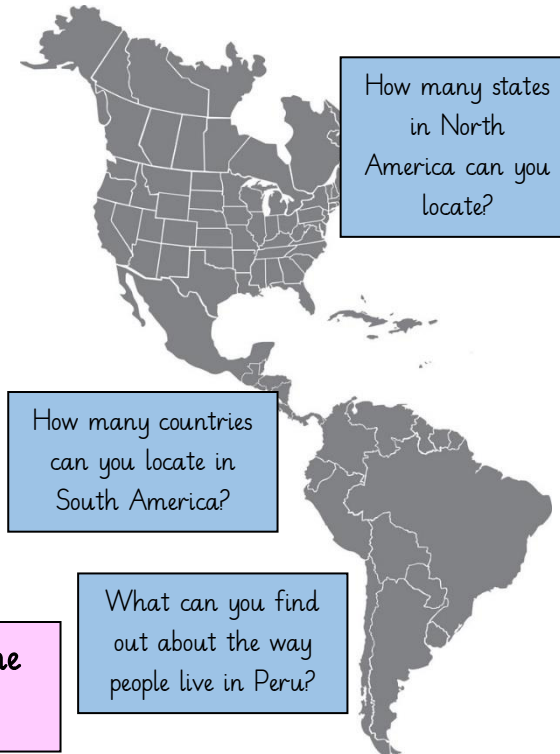 How many states
in North
America can you
locate?
How many countries
can you locate in
South America?
What can you find
out about the way
people live in Peru?